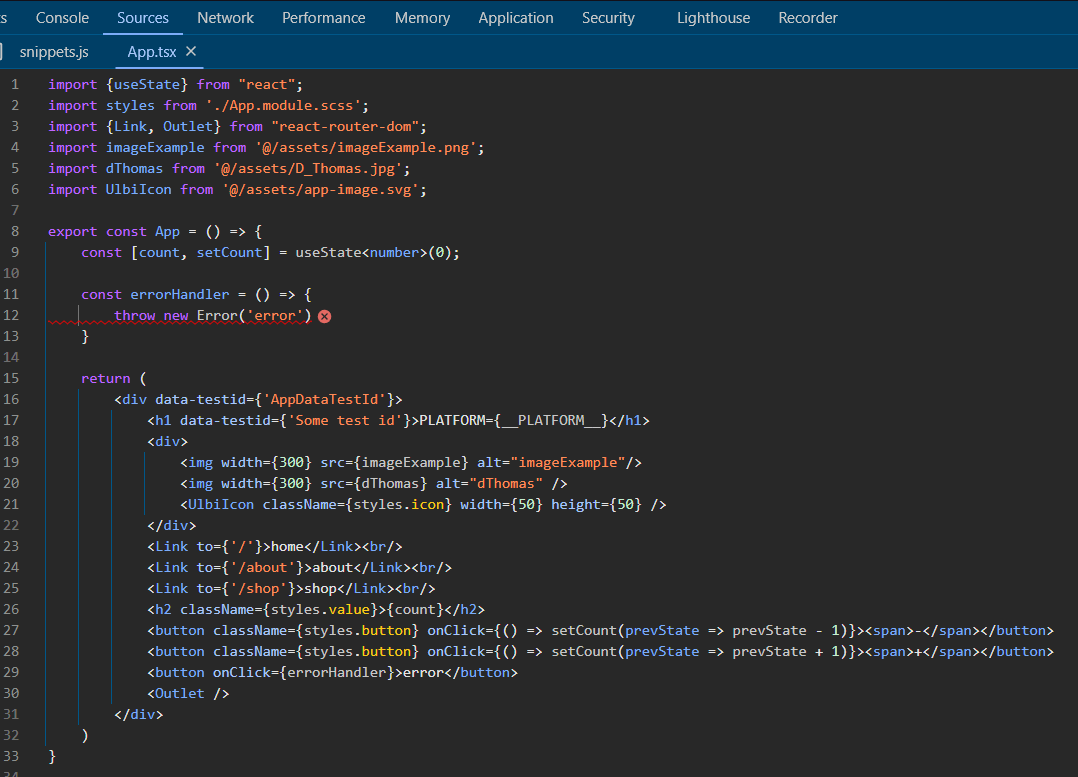 s Console Sources Network Performance Memory Application Security Lighthouse Recorder
snippets.js App.tsx ×
1 import {useState} from "react";
2 import styles from './App.module.scss';
3 import {Link, Outlet} from "react-router-dom";
4 import imageExample from '@/assets/imageExample.png';
5 import dThomas from '@/assets/D_Thomas.jpg';
6 import UlbiIcon from '@/assets/app-image.svg';
7
8 export const App = () => {
9     const [count, setCount] = useState<number>(0);
10
11     const errorHandler = () => {
12         throw new Error('error')
13     }
14
15     return (
16         <div data-testid={'AppDataTestId'}>
17             <h1 data-testid={'Some test id'}>PLATFORM={__PLATFORM__}</h1>
18             <div>
19                 <img width={300} src={imageExample} alt="imageExample"/>
20                 <img width={300} src={dThomas} alt="dThomas" />
21                 <UlbiIcon className={styles.icon} width={50} height={50} />
22             </div>
23             <Link to={'/'}>home</Link><br/>
24             <Link to={'/about'}>about</Link><br/>
25             <Link to={'/shop'}>shop</Link><br/>
26             <h2 className={styles.value}>{count}</h2>
27             <button className={styles.button} onClick={() => setCount(prevState => prevState - 1)}><span>-</span></button>
28             <button className={styles.button} onClick={() => setCount(prevState => prevState + 1)}><span>+</span></button>
29             <button onClick={errorHandler}>error</button>
30             <Outlet />
31         </div>
32     )
33 }
34